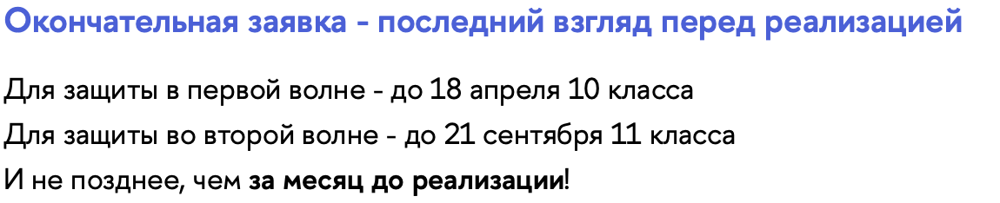 Окончательная заявка - последний взгляд перед реализацией
Для защиты в первой волне - до 18 апреля 10 класса
Для защиты во второй волне - до 21 сентября 11 класса
И не позднее, чем за месяц до реализации!